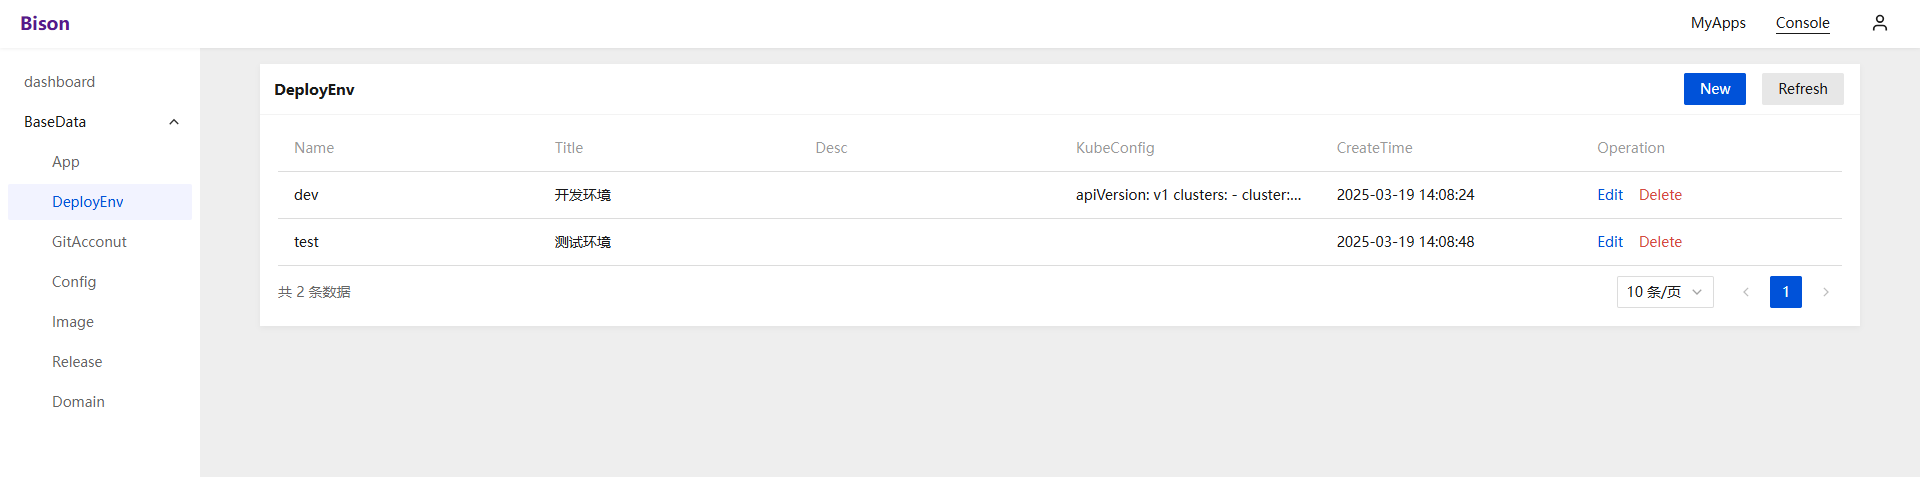 Bison
MyApps
Console
dashboard
BaseData
App
DeployEnv
GitAcconut
Config
Image
Release
Domain
DeployEnv
New
Refresh
Name Title Desc KubeConfig CreateTime Operation
dev 开发环境 apiVersion: v1 clusters: - cluster:... 2025-03-19 14:08:24 Edit Delete
test 测试环境 2025-03-19 14:08:48 Edit Delete
共 2 条数据
10 条/页
1